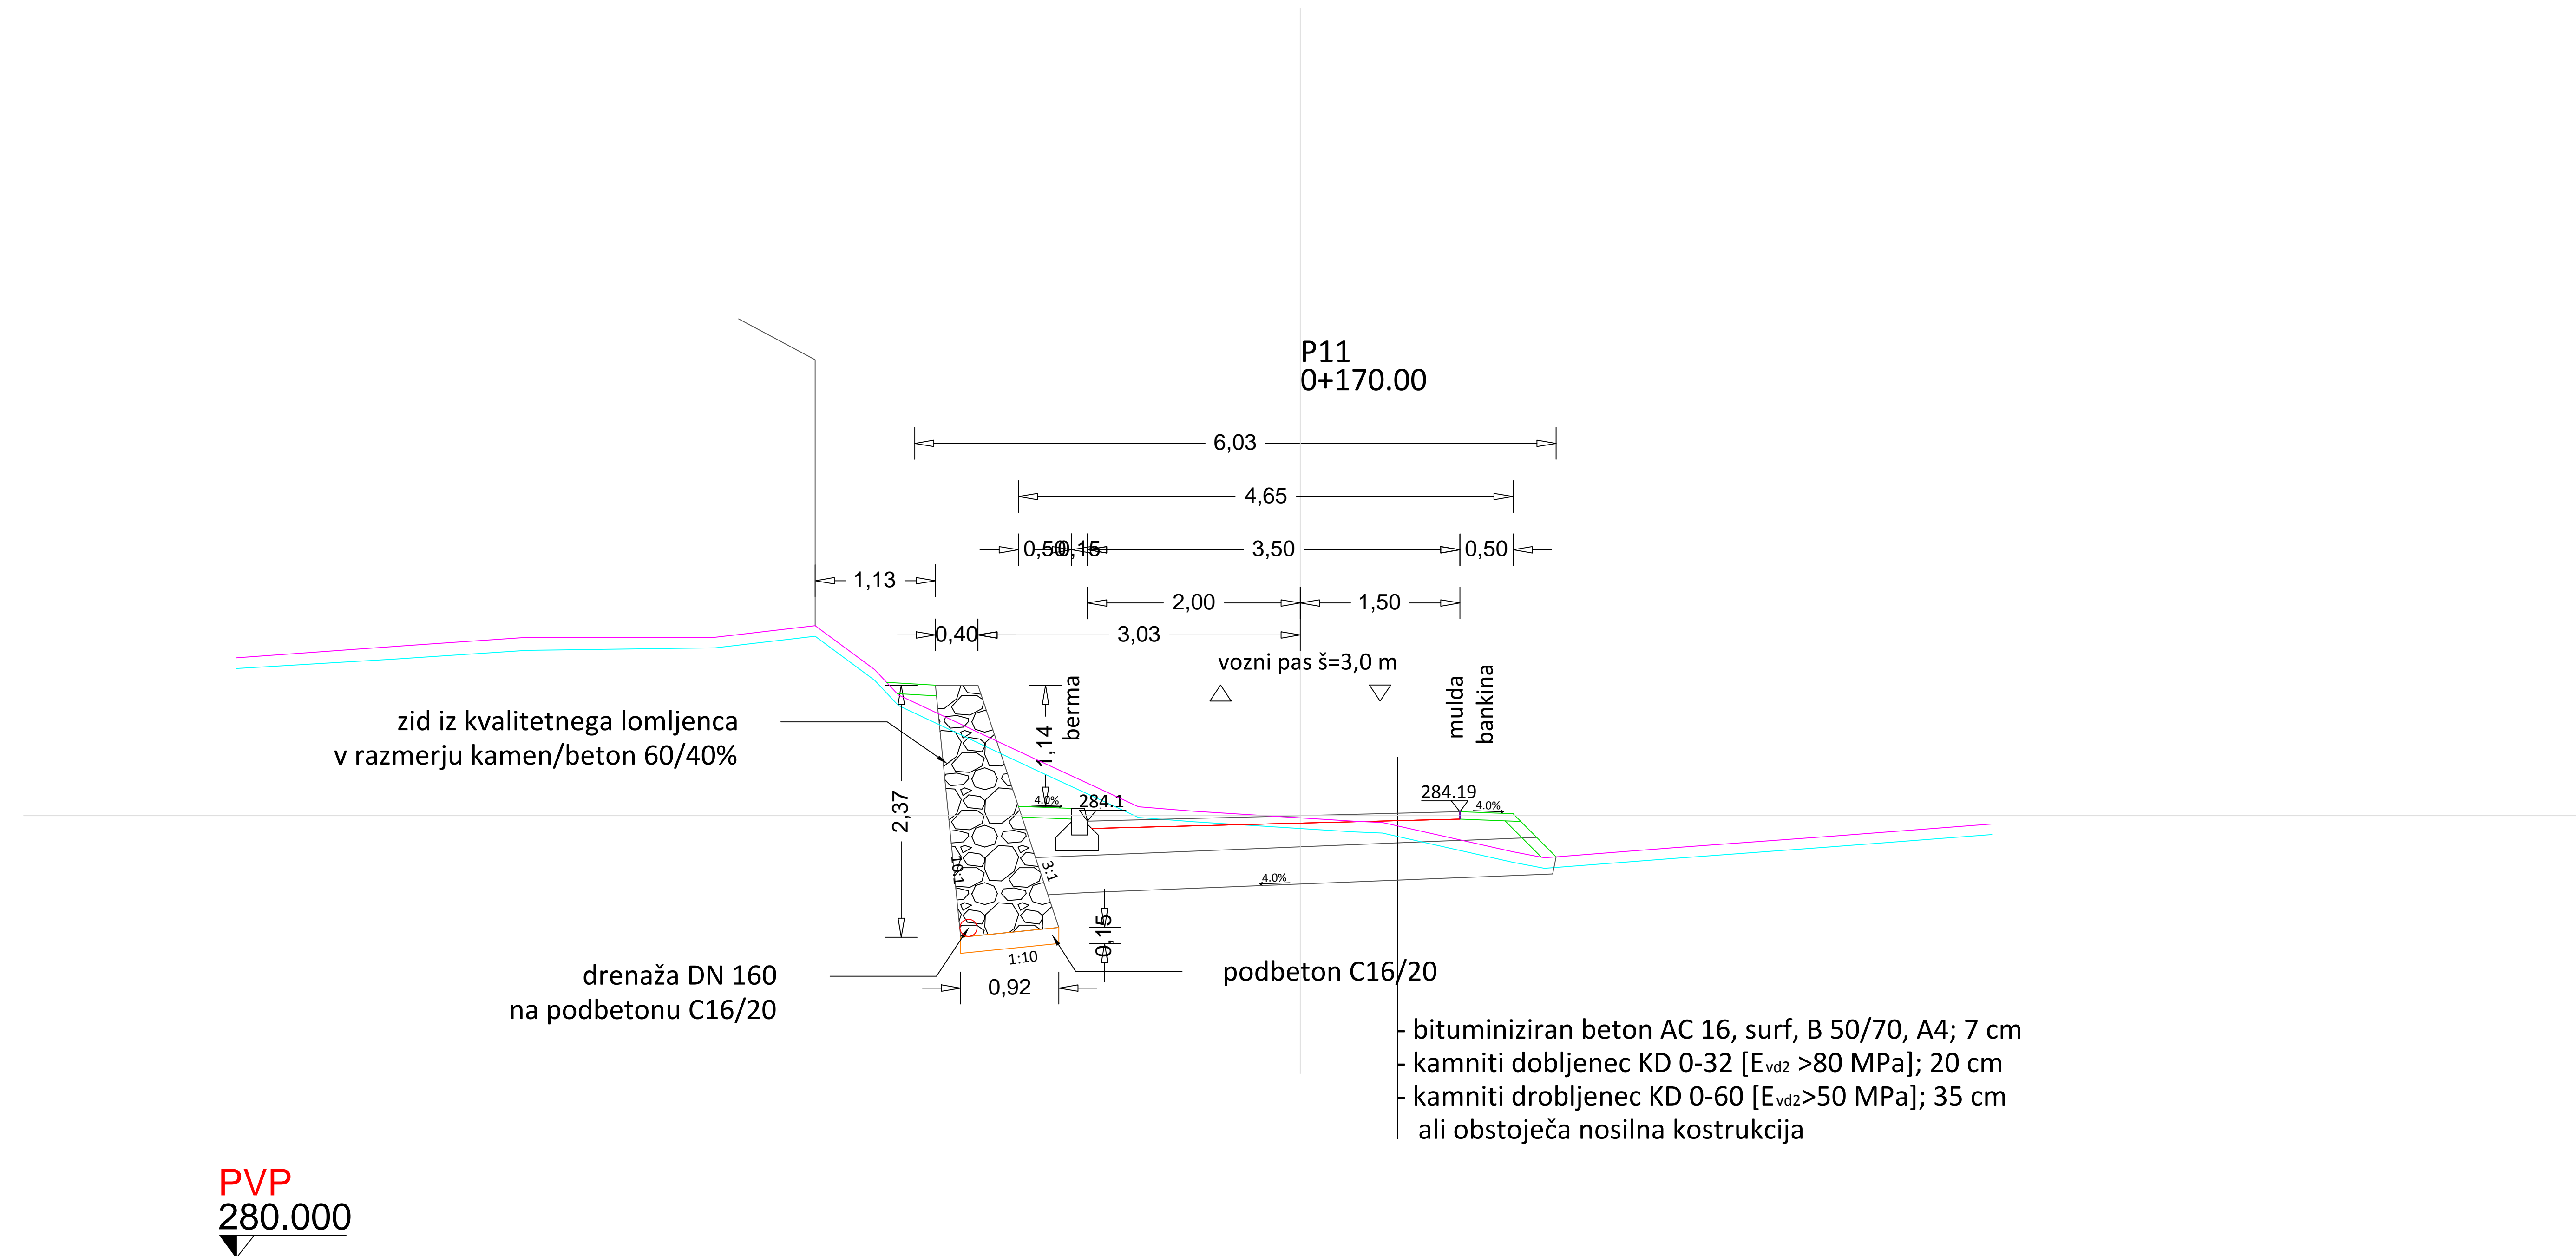 P11
0+170.00
6,03
4,65
0,50
0,15
3,50
0,50
1,13
2,00
1,50
0,40
3,03
vozni pas š=3,0 m
berma
mulda
bankina
zid iz kvalitetnega lomljenca
v razmerju kamen/beton 60/40%
1,14
2,37
4.0%
284.1
284.19
4.0%
10:1
3:1
4.0%
0,15
1:10
0,92
drenaža DN 160
na podbetonu C16/20
podbeton C16/20
- bituminiziran beton AC 16, surf, B 50/70, A4; 7 cm
- kamniti dobljenec KD 0-32 [Evd2 >80 MPa]; 20 cm
- kamniti drobljenec KD 0-60 [Evd2>50 MPa]; 35 cm
ali obstoječa nosilna kostrukcija
PVP
280.000